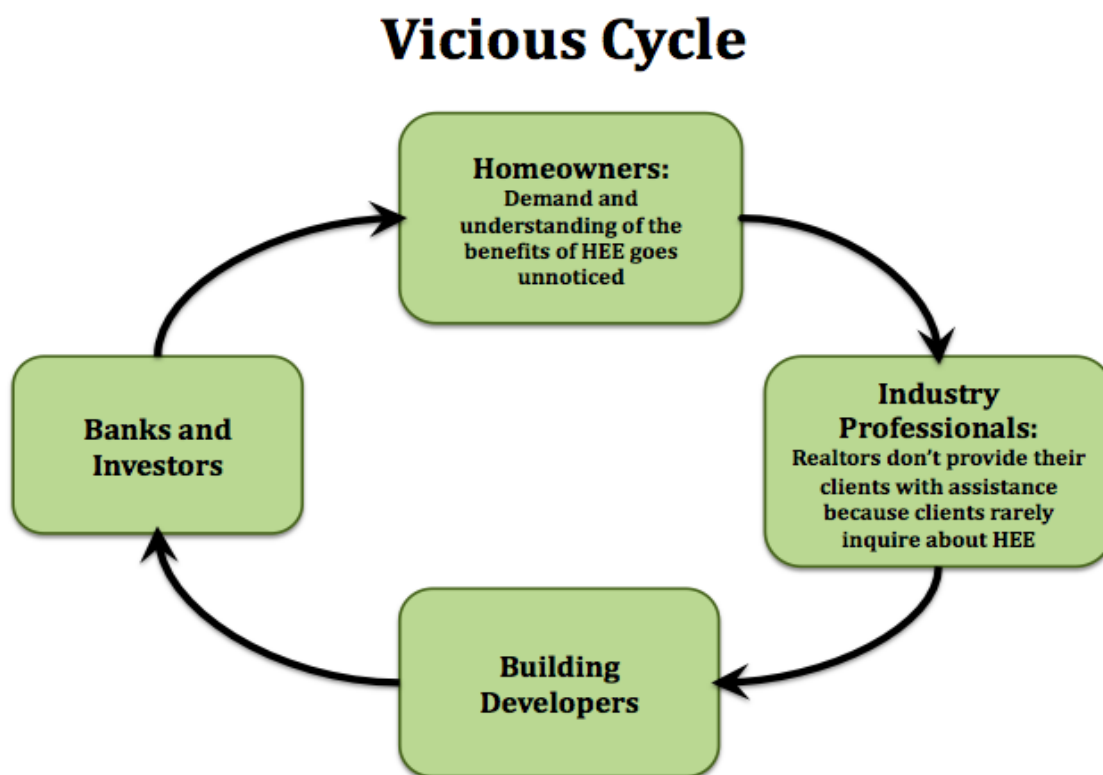 Vicious Cycle
Homeowners:
Demand and
understanding of the
benefits of HEE goes
unnoticed
Industry
Professionals:
Realtors don't provide their
clients with assistance
because clients rarely
inquire about HEE
Building
Developers
Banks and
Investors